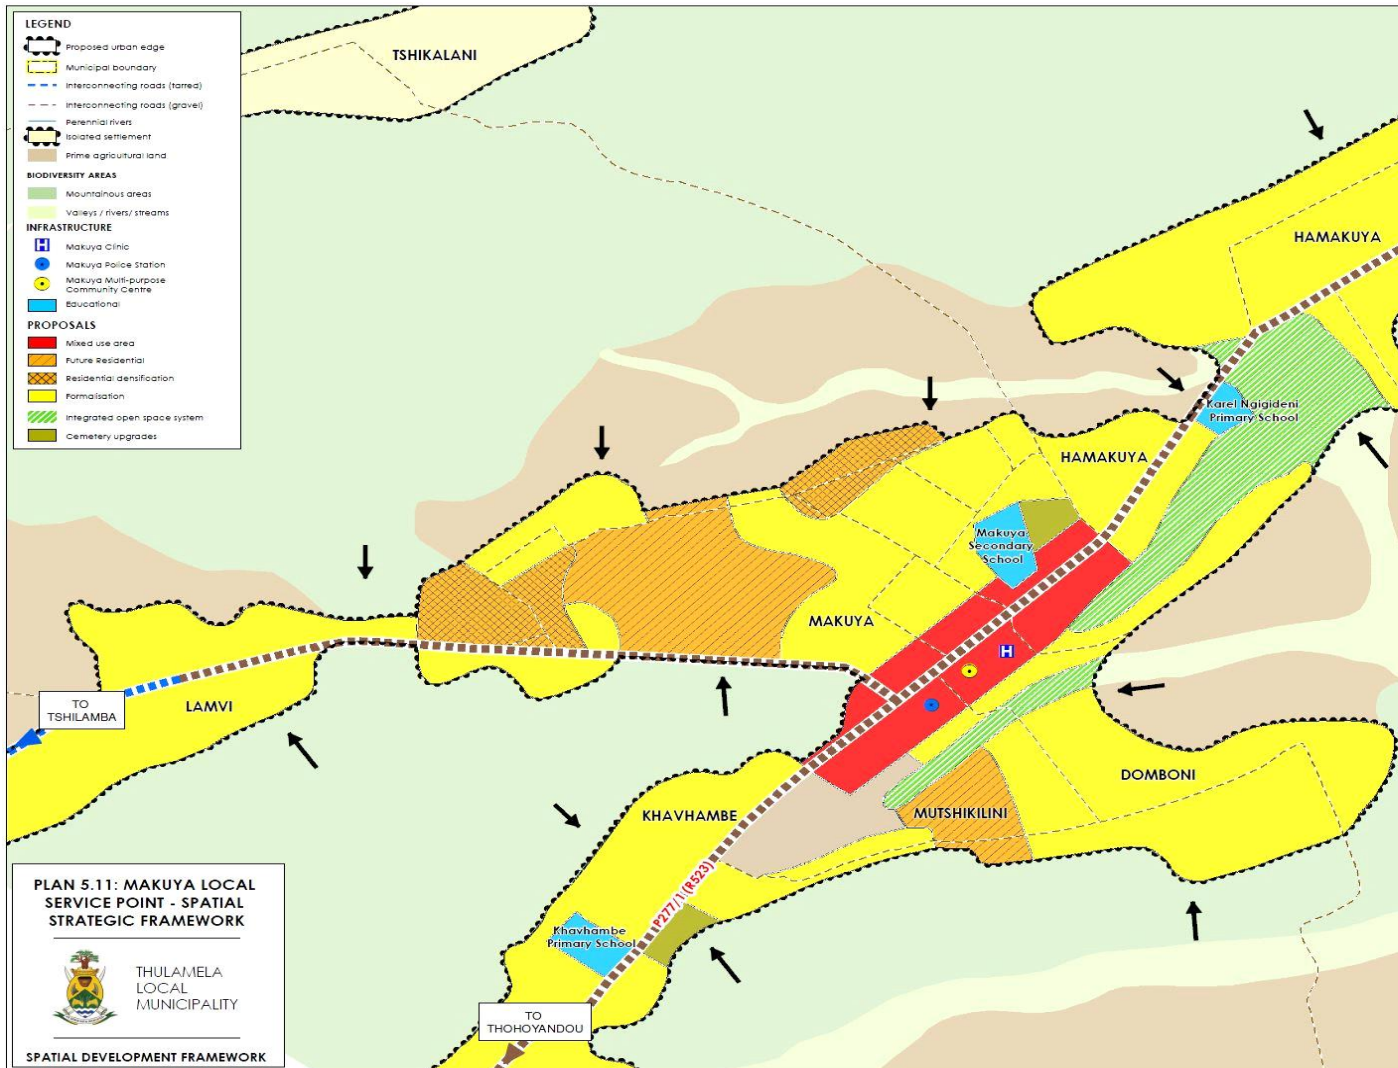 LEGEND
Proposed urban edge
Municipal boundary
Interconnecting roads (tarred)
Interconnecting roads (gravel)
Perennial rivers
Isolated settlement
Prime agricultural land
BIODIVERSITY AREAS
Mountainous areas
Valleys / rivers/ streams
INFRASTRUCTURE
H
Makuya Clinic
Makuya Police Station
Makuya Multi-purpose
Community Centre
Educational
PROPOSALS
Mixed use area
Future Residential
Residential densification
Formalisation
Integrated open space system
Cemetery upgrades
TSHIKALANI
HAMAKUYA
Karel Ngigideni
Primary School
HAMAKUYA
Makuya
Secondary
School
MAKUYA
H
LAMVI
TO
TSHILAMBA
DOMBONI
MUTSHIKILINI
KHAVHAMBE
P277/1 (R523)
Khavhambe
Primary School
TO
THOHOYANDOU
PLAN 5.11: MAKUYA LOCAL
SERVICE POINT - SPATIAL
STRATEGIC FRAMEWORK
THULAMELA
LOCAL
MUNICIPALITY
SPATIAL DEVELOPMENT FRAMEWORK